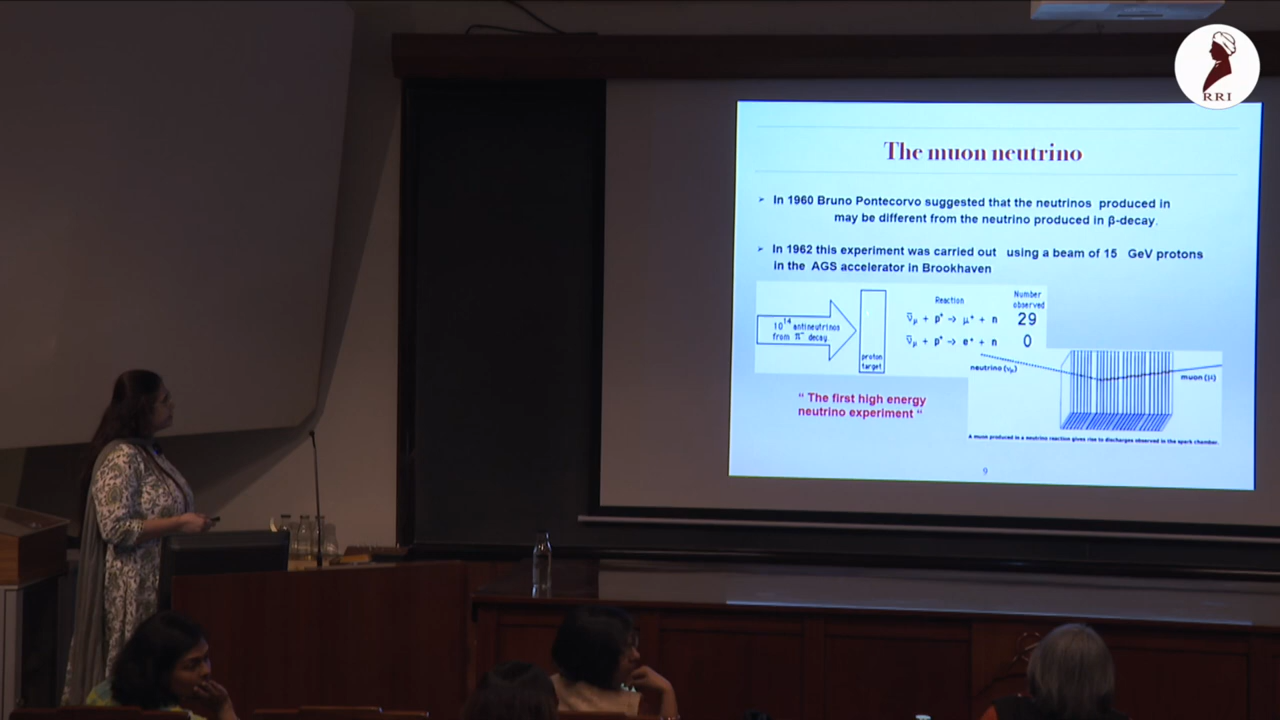 RRI
The muon neutrino
➢ In 1960 Bruno Pontecorvo suggested that the neutrinos produced in
may be different from the neutrino produced in β-decay.
➢ In 1962 this experiment was carried out using a beam of 15 GeV protons
in the AGS accelerator in Brookhaven
10¹⁴ antineutrinos
from π⁻ decay.
proton
target
Reaction
Number
observed
ν̄μ + p⁺ → μ⁺ + n 29
ν̄μ + p⁺ → e⁺ + n 0
neutrino (νμ)
muon (μ)
A muon produced in a neutrino reaction gives rise to discharges observed in the spark chamber.
" The first high energy
neutrino experiment "
9